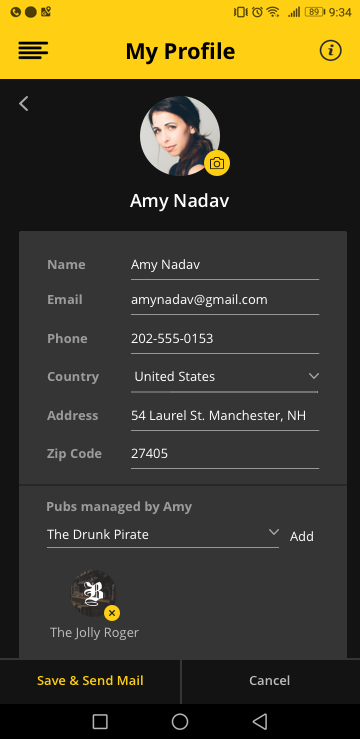 89 9:34
My Profile
Amy Nadav
Name Amy Nadav
Email amynadav@gmail.com
Phone 202-555-0153
Country United States
Address 54 Laurel St. Manchester, NH
Zip Code 27405
Pubs managed by Amy
The Drunk Pirate Add
B
The Jolly Roger
Save & Send Mail Cancel